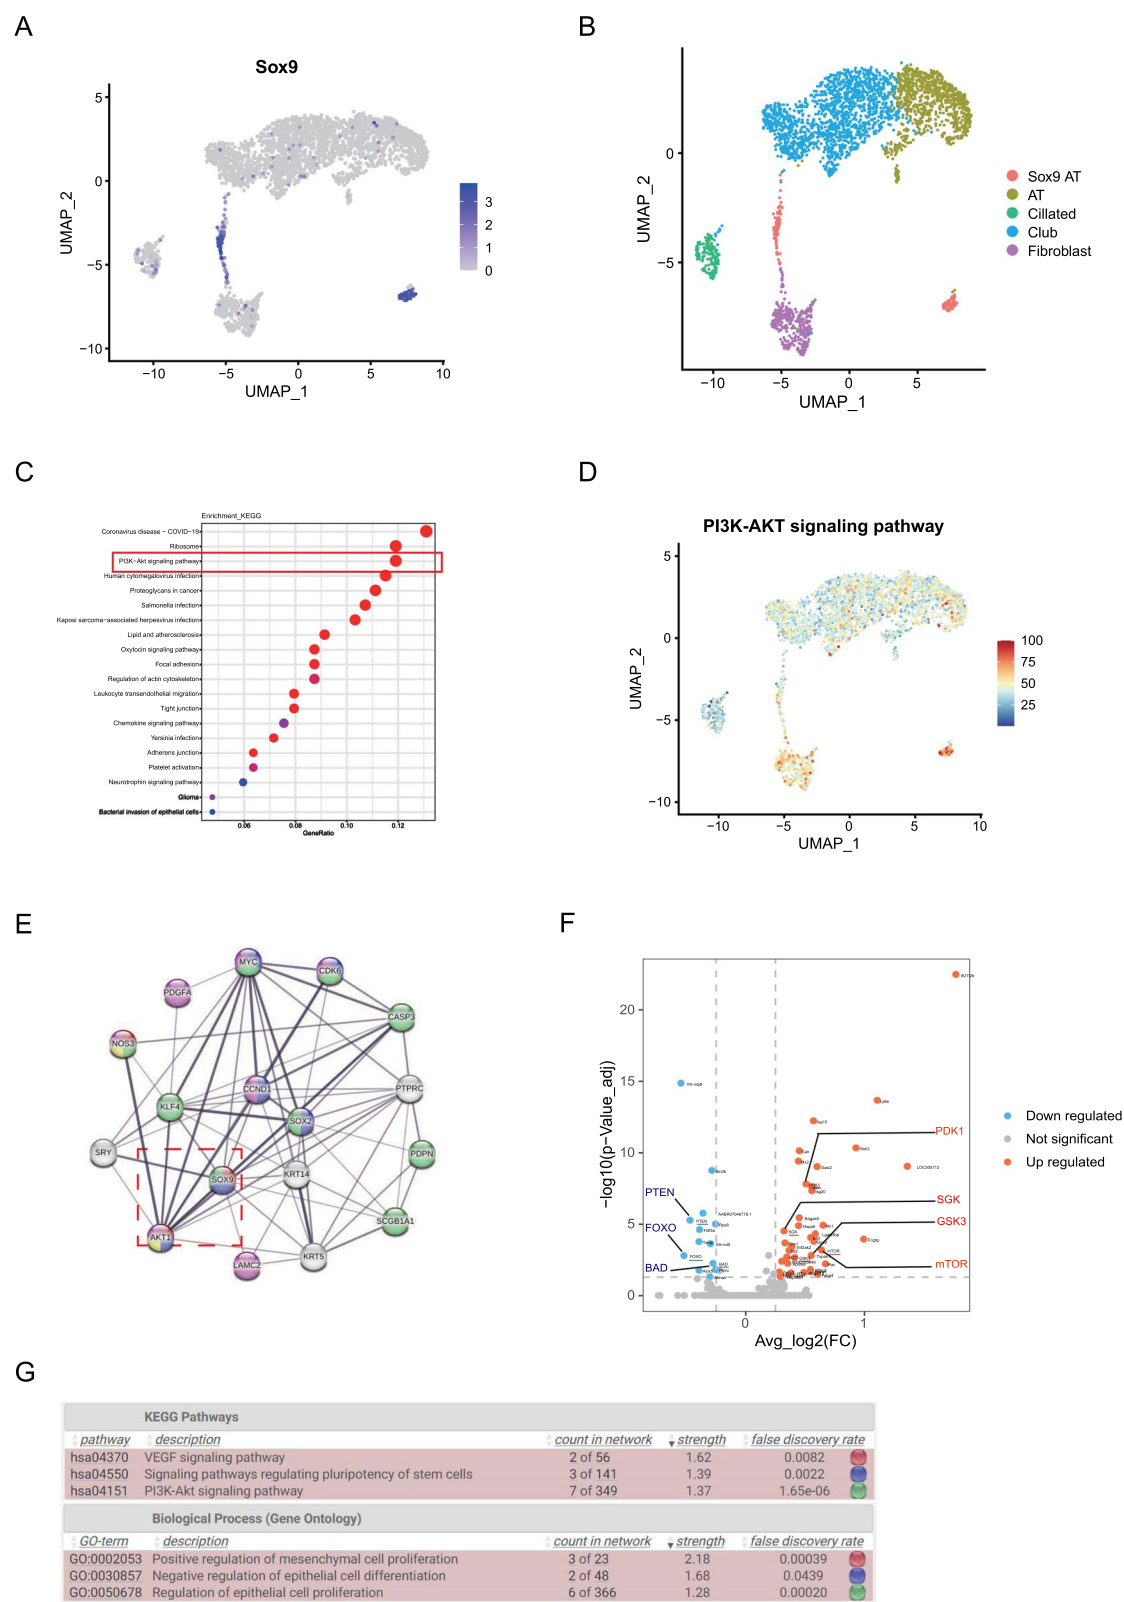 A
B
Sox9
5
0
−5
−10
UMAP_2
−10
−5
0
5
10
UMAP_1
3
2
1
0
0
−5
UMAP_2
−10
−5
0
5
UMAP_1
Sox9 AT
AT
Cillated
Club
Fibroblast
C
D
Enrichment_KEGG
Coronavirus disease − COVID−19
Ribosome
PI3K−Akt signaling pathway
Human cytomegalovirus infection
Proteoglycans in cancer
Salmonella infection
Kaposi sarcoma−associated herpesvirus infection
Lipid and atherosclerosis
Oxytocin signaling pathway
Focal adhesion
Regulation of actin cytoskeleton
Leukocyte transendothelial migration
Tight junction
Chemokine signaling pathway
Yersinia infection
Adherens junction
Platelet activation
Neurotrophin signaling pathway
Glioma
Bacterial invasion of epithelial cells
0.06
0.08
0.10
0.12
GeneRatio
PI3K-AKT signaling pathway
5
0
−5
−10
UMAP_2
−10
−5
0
5
10
UMAP_1
100
75
50
25
E
F
MYC
CDK6
PDGFA
CASP3
NOS3
CCND1
PTPRC
KLF4
SOX2
SRY
PDPN
KRT14
SOX9
SCGB1A1
AKT1
KRT5
LAMC2
20
15
10
5
0
−log10(p−Value_adj)
0
1
Avg_log2(FC)
PTEN
FOXO
BAD
PDK1
SGK
GSK3
mTOR
LOC100712
AABR07048778.1
PTEN
FOXO
BAD
SGK
mTOR
Fcgbp
Down regulated
Not significant
Up regulated
G
KEGG Pathways
pathway description count in network strength false discovery rate
hsa04370 VEGF signaling pathway 2 of 56 1.62 0.0082
hsa04550 Signaling pathways regulating pluripotency of stem cells 3 of 141 1.39 0.0022
hsa04151 PI3K-Akt signaling pathway 7 of 349 1.37 1.65e-06
Biological Process (Gene Ontology)
GO-term description count in network strength false discovery rate
GO:0002053 Positive regulation of mesenchymal cell proliferation 3 of 23 2.18 0.00039
GO:0030857 Negative regulation of epithelial cell differentiation 2 of 48 1.68 0.0439
GO:0050678 Regulation of epithelial cell proliferation 6 of 366 1.28 0.00020